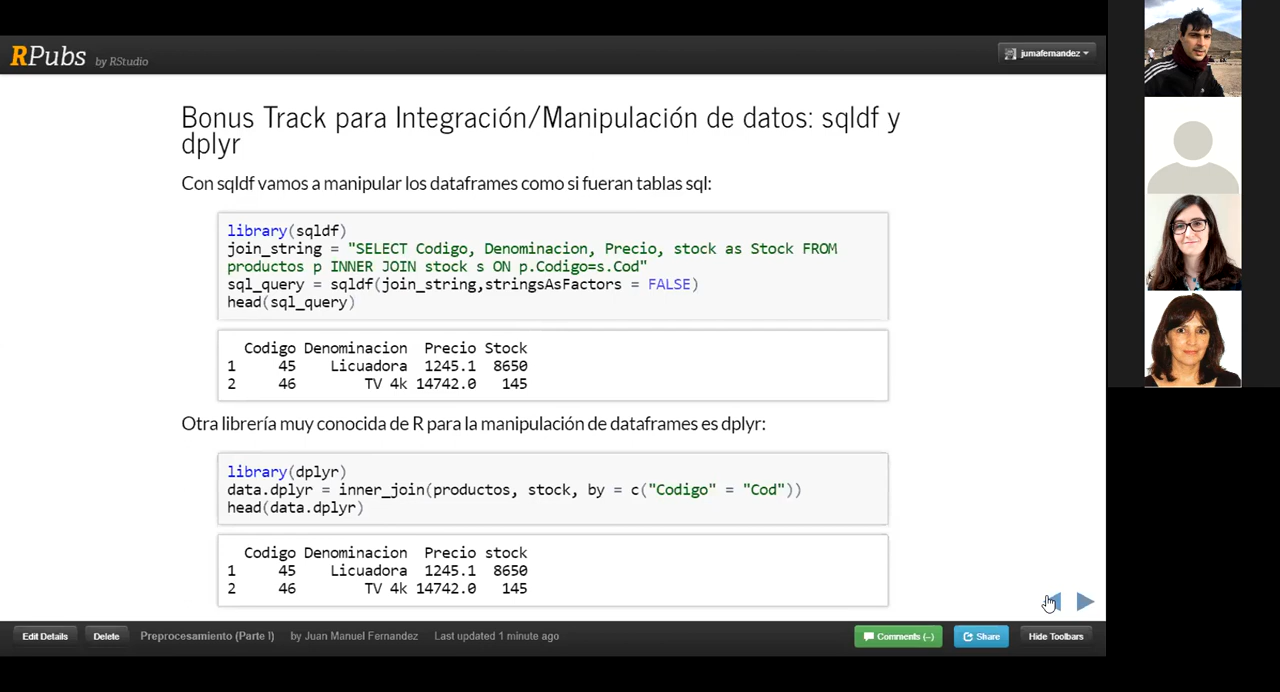 RPubs by RStudio
jumafernandez
Bonus Track para Integración/Manipulación de datos: sqldf y
dplyr
Con sqldf vamos a manipular los dataframes como si fueran tablas sql:
library(sqldf)
join_string = "SELECT Codigo, Denominacion, Precio, stock as Stock FROM
productos p INNER JOIN stock s ON p.Codigo=s.Cod"
sql_query = sqldf(join_string,stringsAsFactors = FALSE)
head(sql_query)
Codigo Denominacion Precio Stock
1 45 Licuadora 1245.1 8650
2 46 TV 4k 14742.0 145
Otra librería muy conocida de R para la manipulación de dataframes es dplyr:
library(dplyr)
data.dplyr = inner_join(productos, stock, by = c("Codigo" = "Cod"))
head(data.dplyr)
Codigo Denominacion Precio stock
1 45 Licuadora 1245.1 8650
2 46 TV 4k 14742.0 145
Edit Details Delete Preprocesamiento (Parte I) by Juan Manuel Fernandez Last updated 1 minute ago Comments (–) Share Hide Toolbars